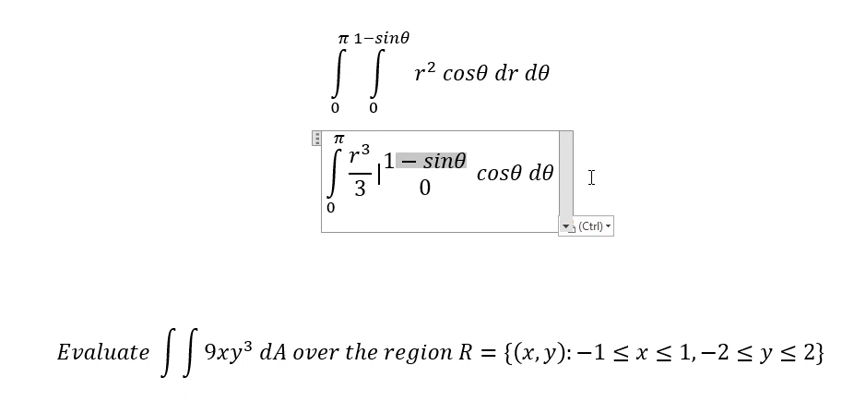 ∫₀^π ∫₀^(1−sinθ) r² cosθ dr dθ
∫₀^π r³/3 |₀^(1 − sinθ) cosθ dθ
(Ctrl)
Evaluate ∫∫ 9xy³ dA over the region R = {(x, y): −1 ≤ x ≤ 1, −2 ≤ y ≤ 2}